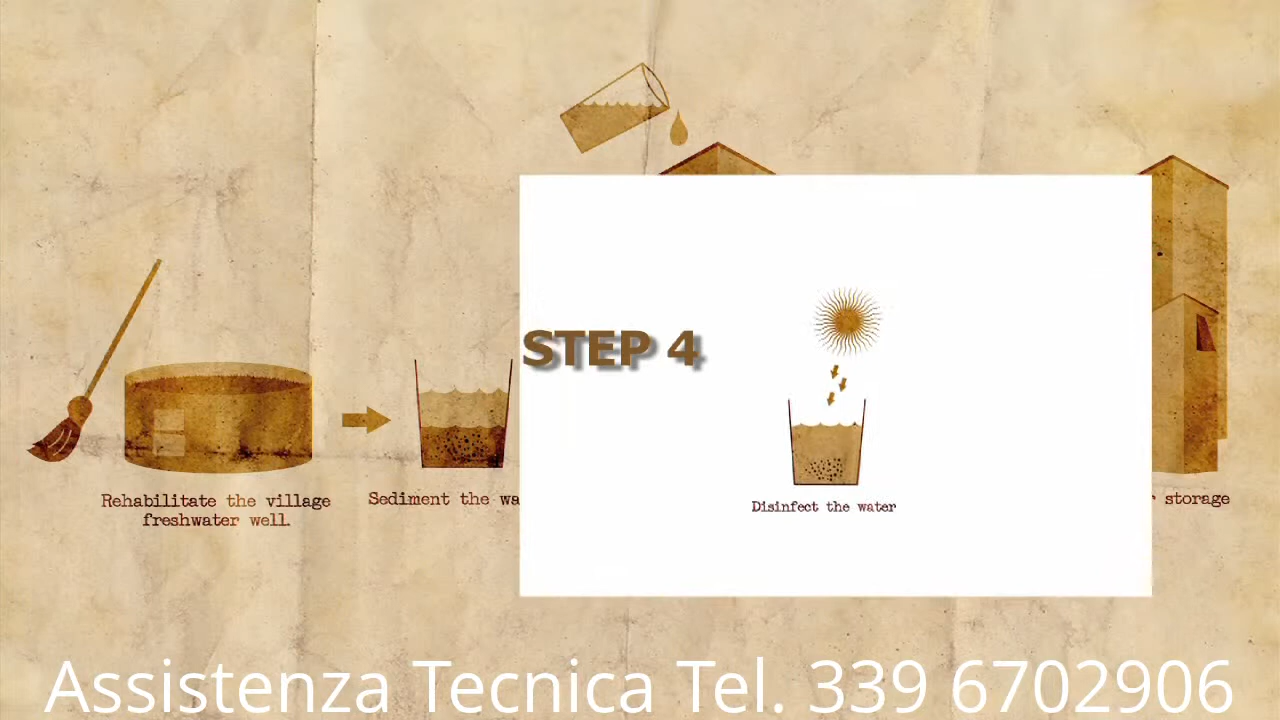 STEP 4
Rehabilitate the village
freshwater well.
Sediment the wa
Disinfect the water
storage
Assistenza Tecnica Tel. 339 6702906